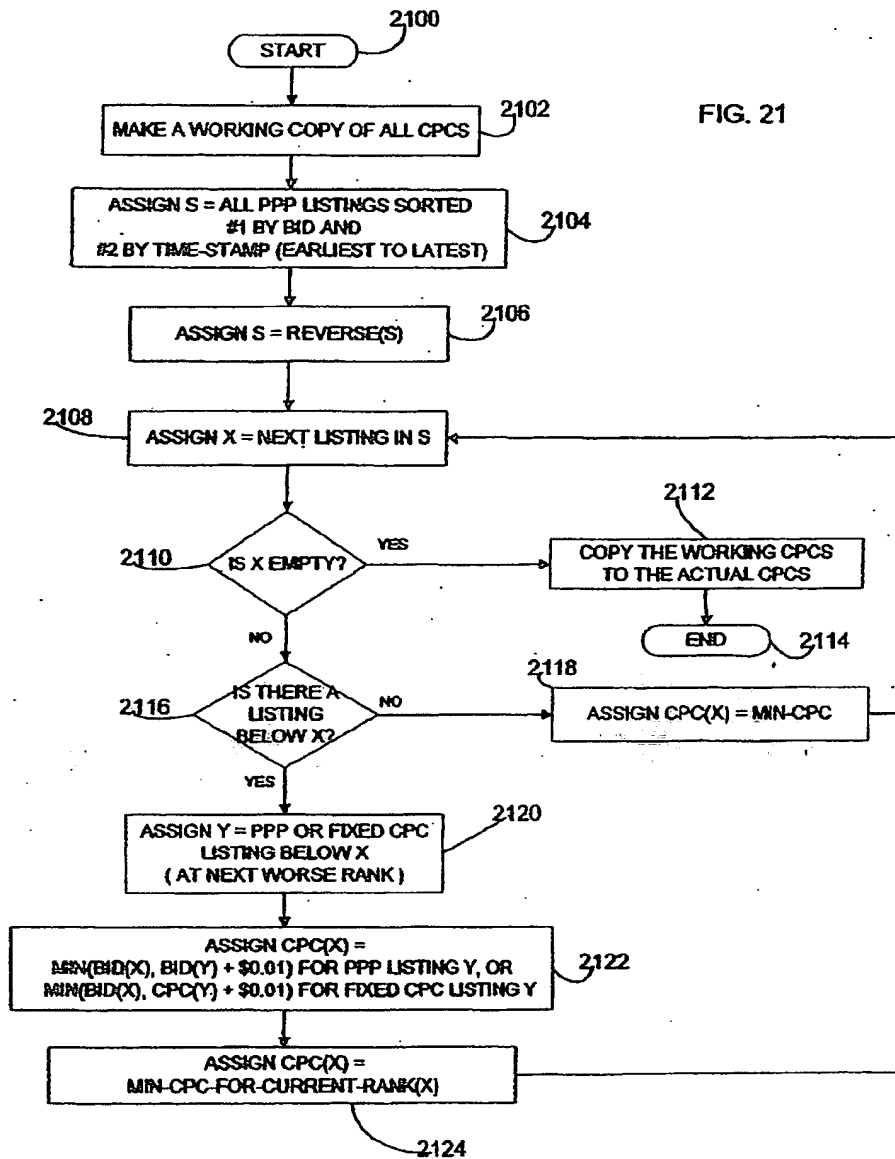 2100
START
FIG. 21
2102
MAKE A WORKING COPY OF ALL CPCS
ASSIGN S = ALL PPP LISTINGS SORTED
#1 BY BID AND
#2 BY TIME-STAMP (EARLIEST TO LATEST)
2104
ASSIGN S = REVERSE(S)
2106
2108
ASSIGN X = NEXT LISTING IN S
2110
IS X EMPTY?
YES
2112
COPY THE WORKING CPCS
TO THE ACTUAL CPCS
END
2114
NO
2116
IS THERE A
LISTING
BELOW X?
NO
2118
ASSIGN CPC(X) = MIN-CPC
YES
2120
ASSIGN Y = PPP OR FIXED CPC
LISTING BELOW X
( AT NEXT WORSE RANK )
ASSIGN CPC(X) =
MIN(BID(X), BID(Y) + $0.01) FOR PPP LISTING Y, OR
MIN(BID(X), CPC(Y) + $0.01) FOR FIXED CPC LISTING Y
2122
ASSIGN CPC(X) =
MIN-CPC-FOR-CURRENT-RANK(X)
2124